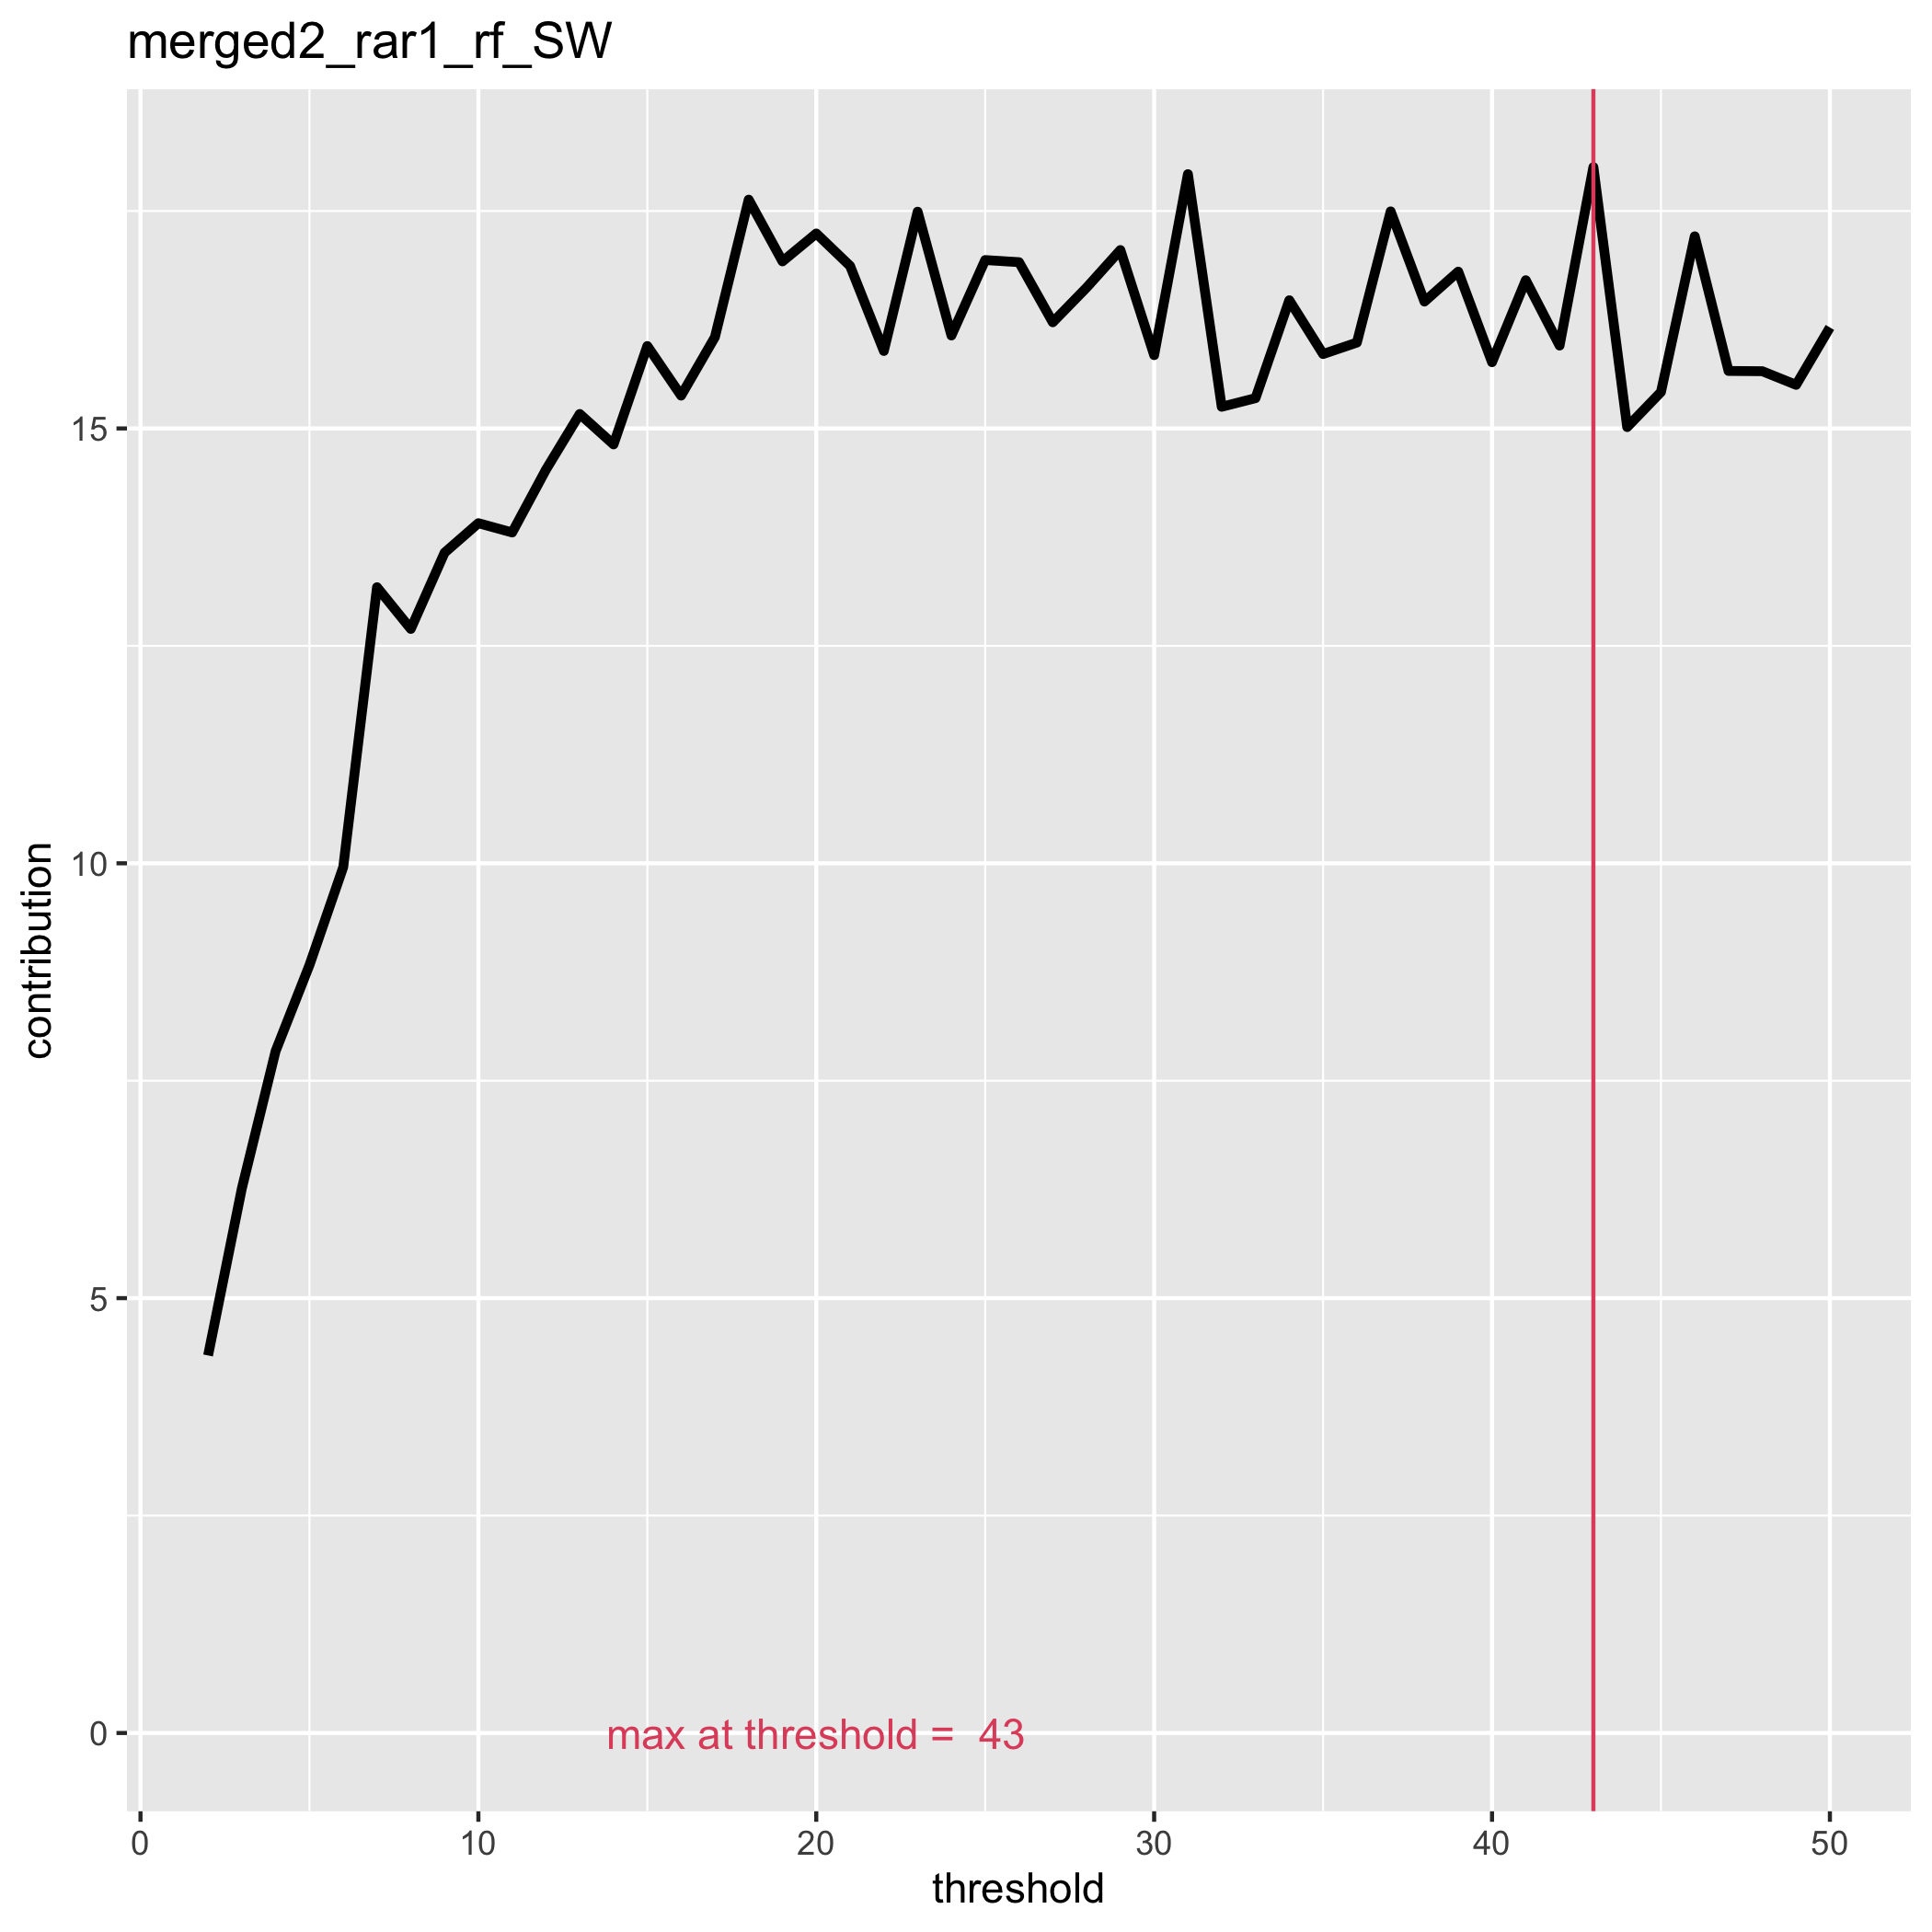 merged2_rar1_rf_SW
contribution
15
10
5
0
max at threshold =  43
0 10 20 30 40 50
threshold